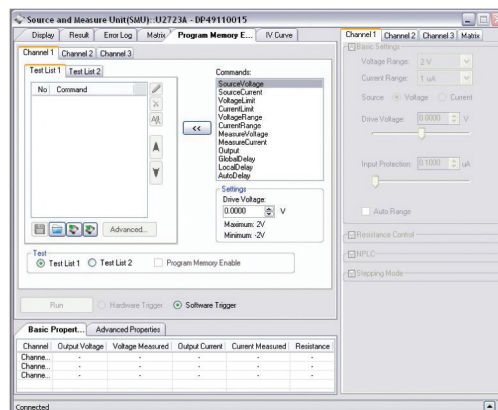 Source and Measure Unit(SMU)::U2723A - DP49110015
Display Result Error Log Matrix Program Memory E... IV Curve
Channel 1 Channel 2 Channel 3
Test List 1 Test List 2
No Command
Commands:
SourceVoltage
SourceCurrent
VoltageLimit
CurrentLimit
VoltageRange
CurrentRange
MeasureVoltage
MeasureCurrent
Output
GlobalDelay
LocalDelay
AutoDelay
<<
Settings
Drive Voltage:
0.0000 V
Maximum: 2V
Minimum: -2V
Advanced...
Test
Test List 1 Test List 2 Program Memory Enable
Run Hardware Trigger Software Trigger
Basic Propert... Advanced Properties
Channel Output Voltage Voltage Measured Output Current Current Measured Resistance
Channe... - - - - -
Channe... - - - - -
Channe... - - - - -
Connected
Channel 1 Channel 2 Channel 3 Matrix
Basic Settings
Voltage Range: 2 V
Current Range: 1 uA
Source Voltage Current
Drive Voltage: 0.0000 V
Input Protection: 0.1000 uA
Auto Range
Resistance Control
NPLC
Stepping Mode